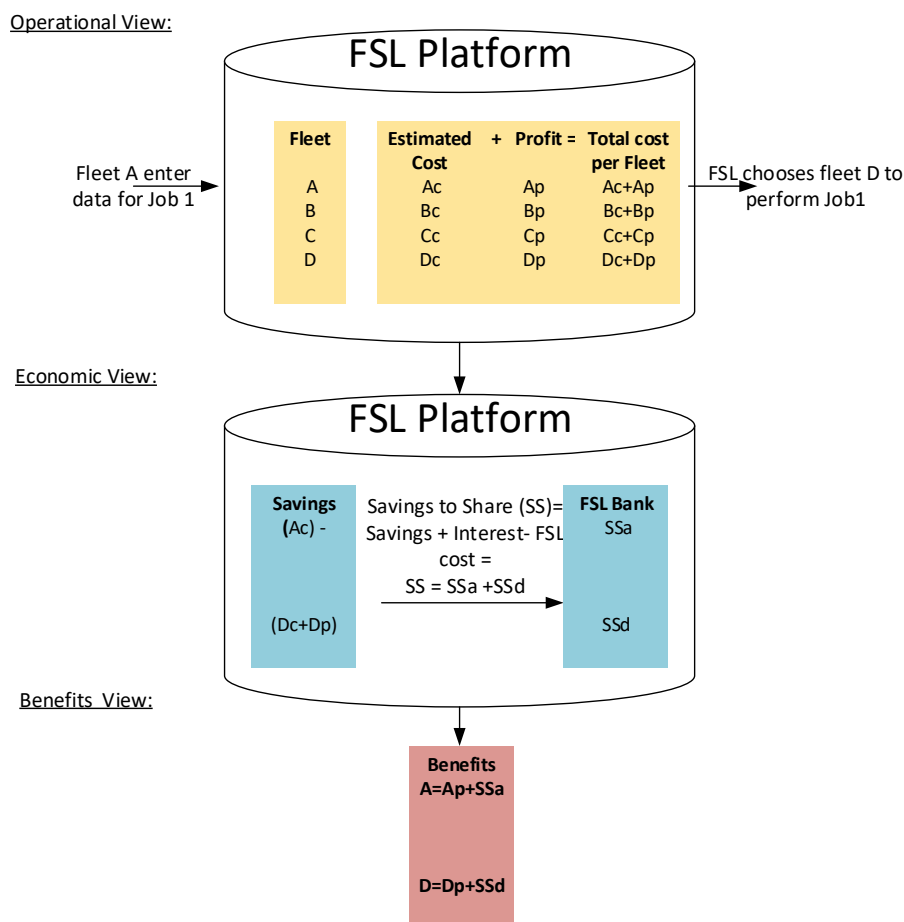 Operational View:
FSL Platform
Fleet A enter
data for Job 1
Fleet Estimated + Profit = Total cost
Cost per Fleet
A Ac Ap Ac+Ap
B Bc Bp Bc+Bp
C Cc Cp Cc+Cp
D Dc Dp Dc+Dp
FSL chooses fleet D to
perform Job1
Economic View:
FSL Platform
Savings
(Ac) -
(Dc+Dp)
Savings to Share (SS)=
Savings + Interest- FSL
cost =
SS = SSa +SSd
FSL Bank
SSa
SSd
Benefits  View:
Benefits
A=Ap+SSa
D=Dp+SSd